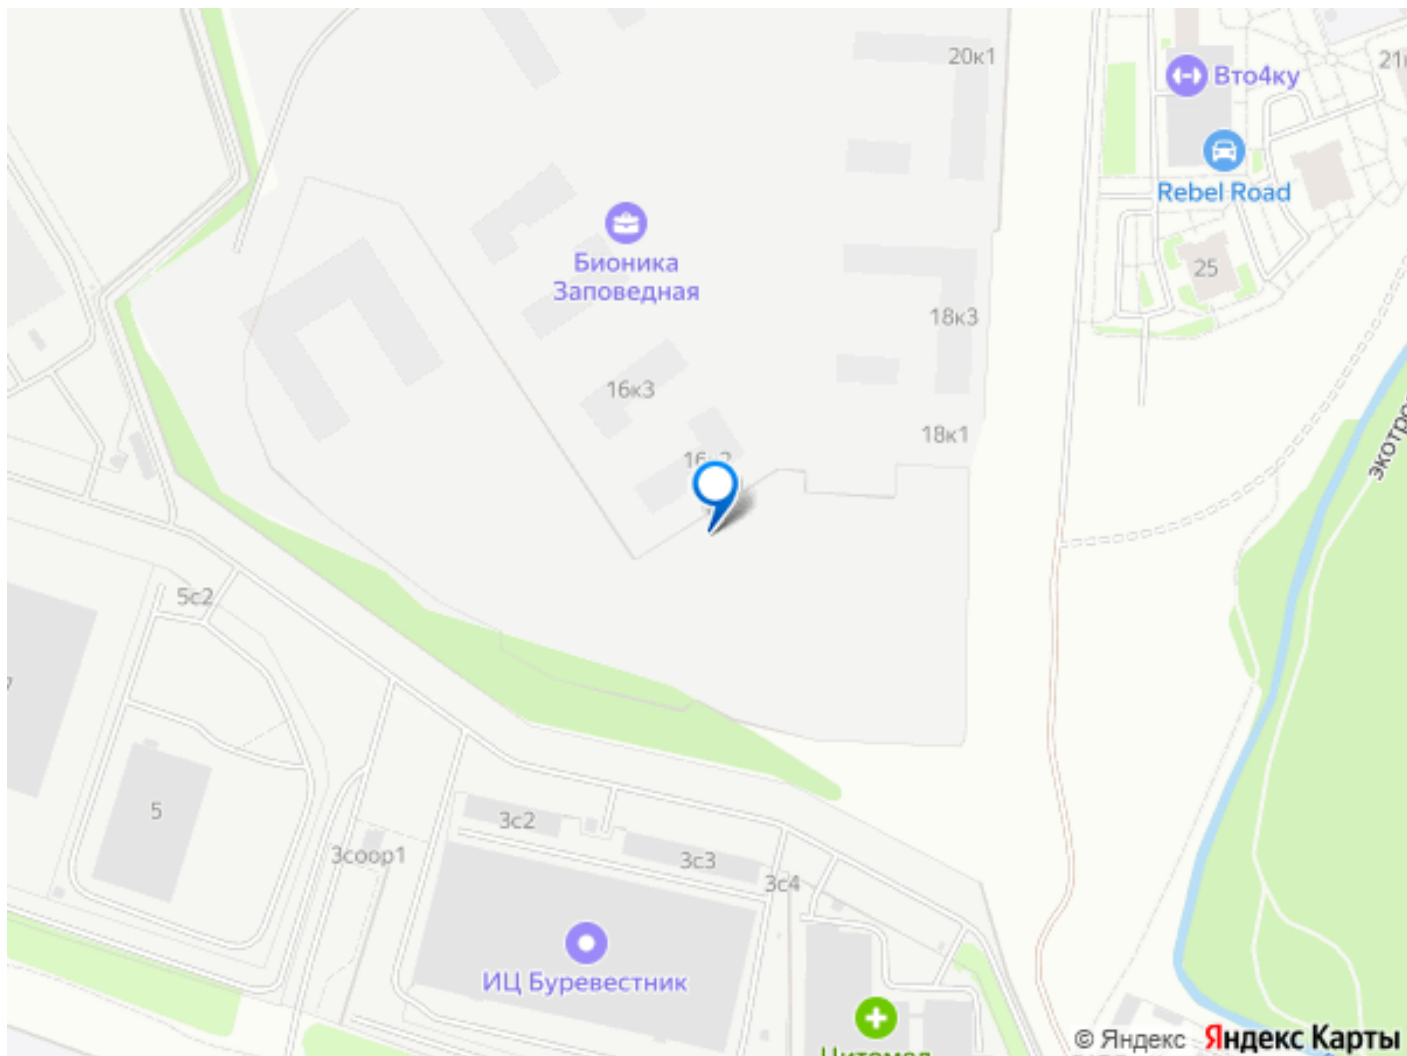 20к1
21
Вто4ку
Rebel Road
Бионика
Заповедная
25
18к3
16к3
18к1
экотро
5с2
5
3с2
3соор1
3с3
3с4
ИЦ Буревестник
© Яндекс Яндекс Карты